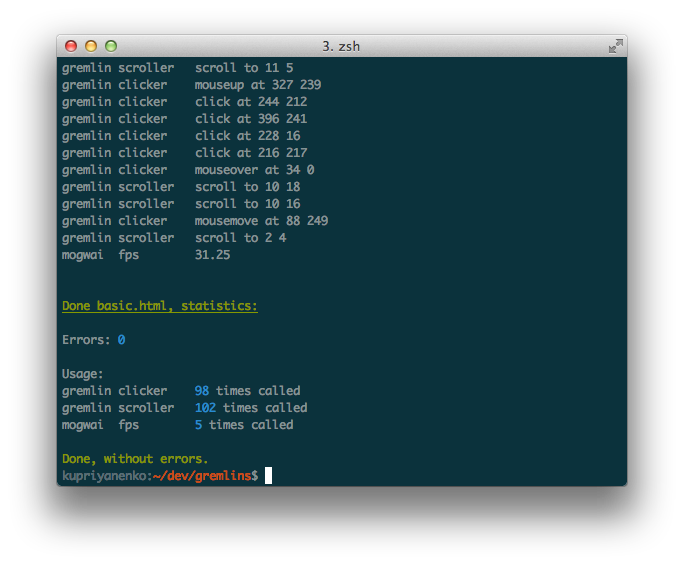 3. zsh
gremlin scroller   scroll to 11 5
gremlin clicker    mouseup at 327 239
gremlin clicker    click at 244 212
gremlin clicker    click at 396 241
gremlin clicker    click at 228 16
gremlin clicker    click at 216 217
gremlin clicker    mouseover at 34 0
gremlin scroller   scroll to 10 18
gremlin scroller   scroll to 10 16
gremlin clicker    mousemove at 88 249
gremlin scroller   scroll to 2 4
mogwai  fps        31.25
Done basic.html, statistics:
Errors: 0
Usage:
gremlin clicker    98 times called
gremlin scroller   102 times called
mogwai  fps        5 times called
Done, without errors.
kupriyanenko:~/dev/gremlins$